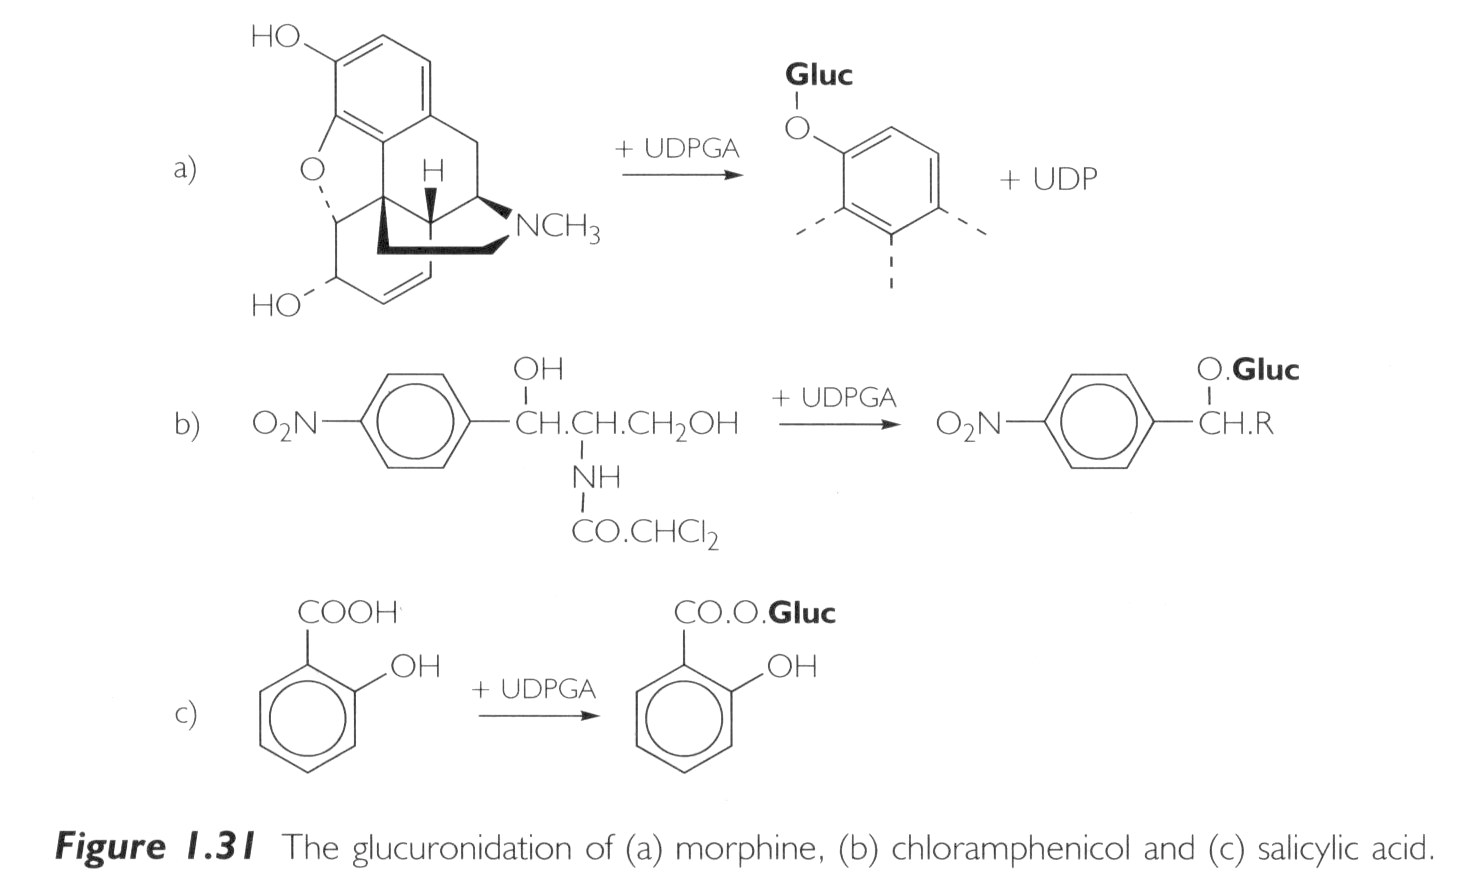 HO
Gluc
O
a)
O
H
NCH₃
HO
+ UDPGA
+ UDP
b)
O₂N
OH
CH.CH.CH₂OH
NH
CO.CHCl₂
+ UDPGA
O₂N
O.Gluc
CH.R
c)
COOH
OH
+ UDPGA
CO.O.Gluc
OH
Figure 1.31 The glucuronidation of (a) morphine, (b) chloramphenicol and (c) salicylic acid.